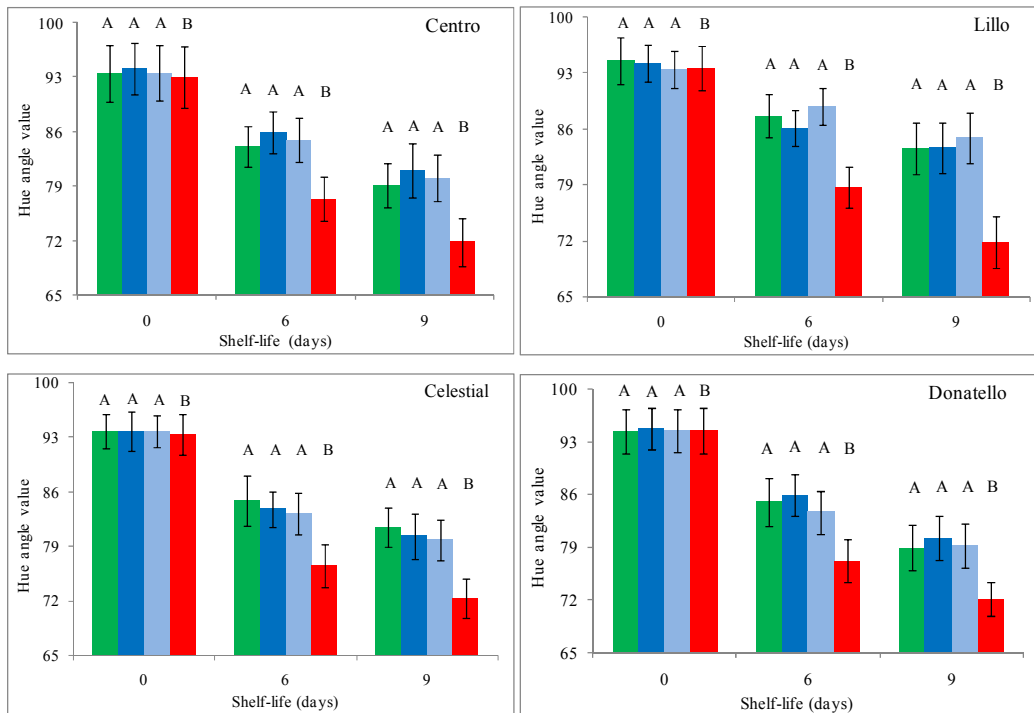 Centro
Hue angle value
100
93
86
79
72
65
A A A B
A A A B
A A A B
0 6 9
Shelf-life (days)
Lillo
Hue angle value
100
93
86
79
72
65
A A A B
A A A B
A A A B
0 6 9
Shelf-life (days)
Celestial
Hue angle value
100
93
86
79
72
65
A A A B
A A A B
A A A B
0 6 9
Shelf-life (days)
Donatello
Hue angle value
100
93
86
79
72
65
A A A B
A A A B
A A A B
0 6 9
Shelf-life (days)